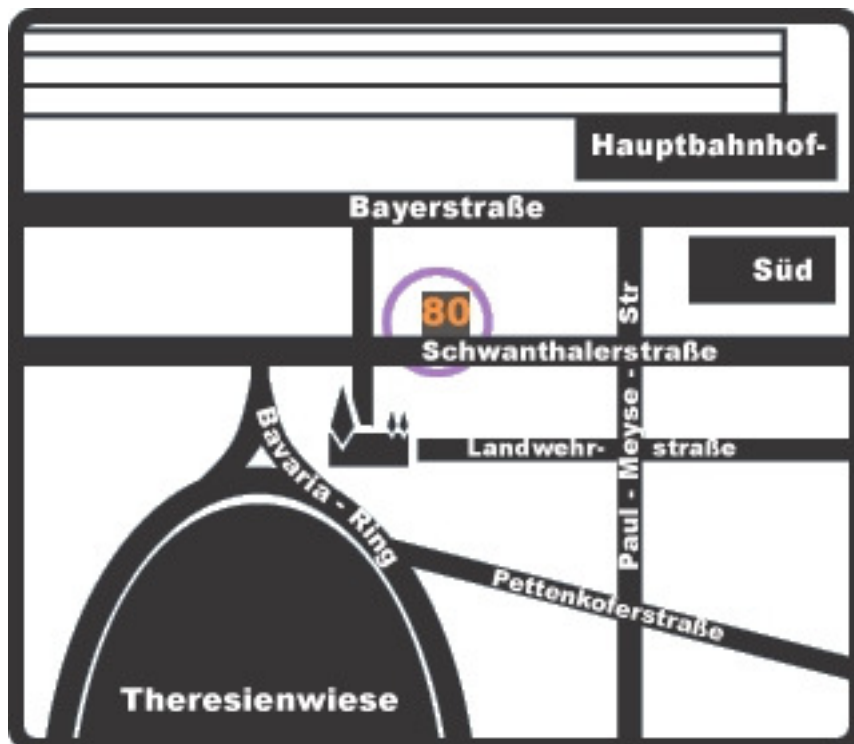 Hauptbahnhof-
Bayerstraße
Süd
80
Schwanthalerstraße
Paul - Meyse - Str
Landwehr- straße
Bavaria - Ring
Pettenkoferstraße
Theresienwiese